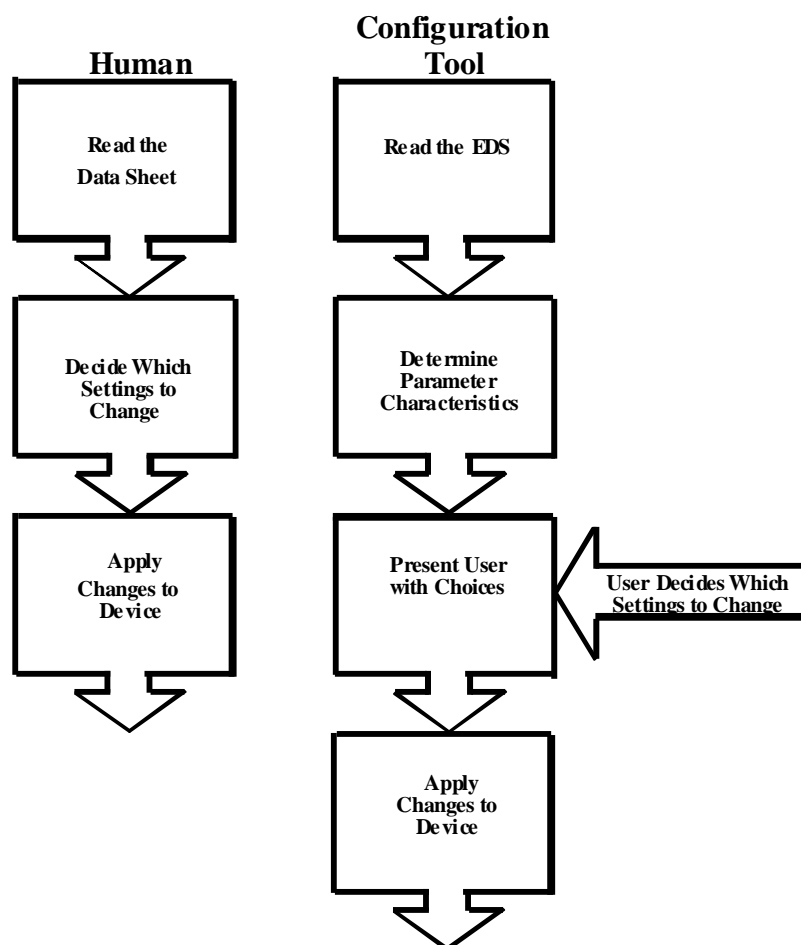 Human
Read the
Data Sheet
Decide Which
Settings to
Change
Apply
Changes to
Device
Configuration
Tool
Read the EDS
Determine
Parameter
Characteristics
Present User
with Choices
User Decides Which
Settings to Change
Apply
Changes to
Device